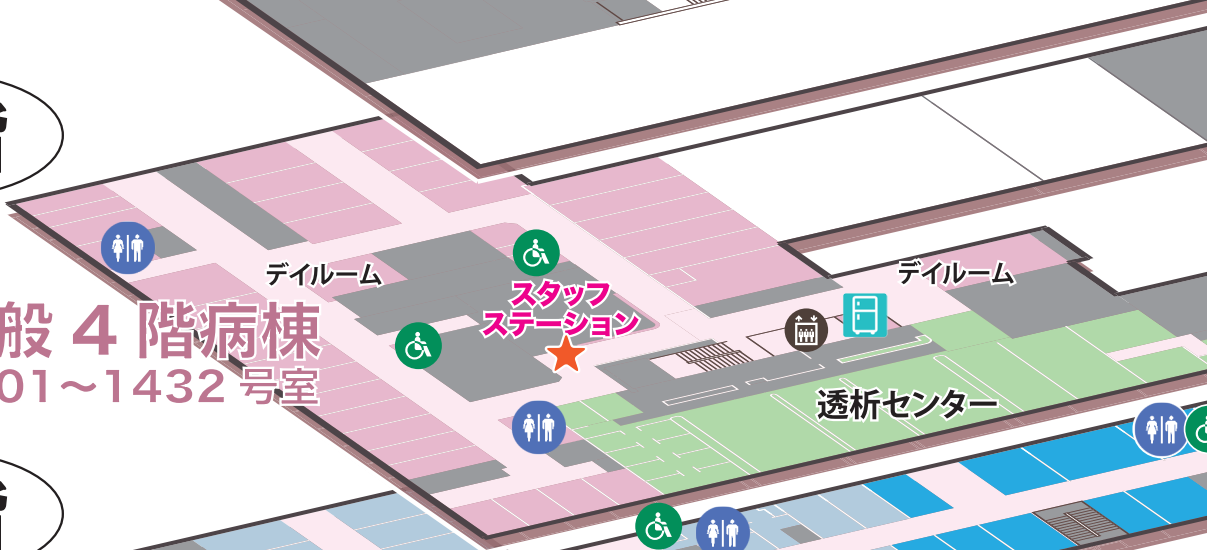 デイルーム
デイルーム
スタッフ
ステーション
般 4 階病棟
01～1432 号室
透析センター